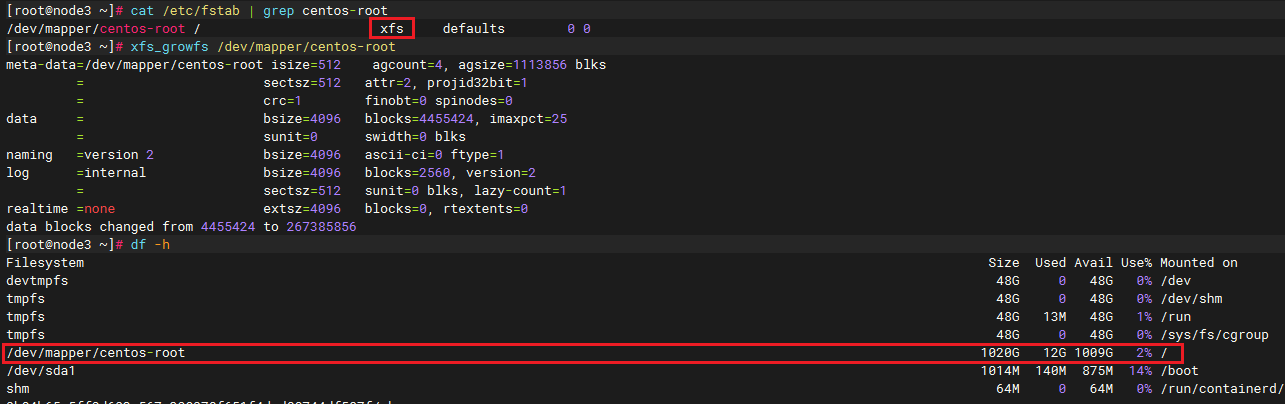 [root@node3 ~]# cat /etc/fstab | grep centos-root
/dev/mapper/centos-root / xfs defaults 0 0
[root@node3 ~]# xfs_growfs /dev/mapper/centos-root
meta-data=/dev/mapper/centos-root isize=512 agcount=4, agsize=1113856 blks
= sectsz=512 attr=2, projid32bit=1
= crc=1 finobt=0 spinodes=0
data = bsize=4096 blocks=4455424, imaxpct=25
= sunit=0 swidth=0 blks
naming =version 2 bsize=4096 ascii-ci=0 ftype=1
log =internal bsize=4096 blocks=2560, version=2
= sectsz=512 sunit=0 blks, lazy-count=1
realtime =none extsz=4096 blocks=0, rtextents=0
data blocks changed from 4455424 to 267385856
[root@node3 ~]# df -h
Filesystem Size Used Avail Use% Mounted on
devtmpfs 48G 0 48G 0% /dev
tmpfs 48G 0 48G 0% /dev/shm
tmpfs 48G 13M 48G 1% /run
tmpfs 48G 0 48G 0% /sys/fs/cgroup
/dev/mapper/centos-root 1020G 12G 1009G 2% /
/dev/sda1 1014M 140M 875M 14% /boot
shm 64M 0 64M 0% /run/containerd/